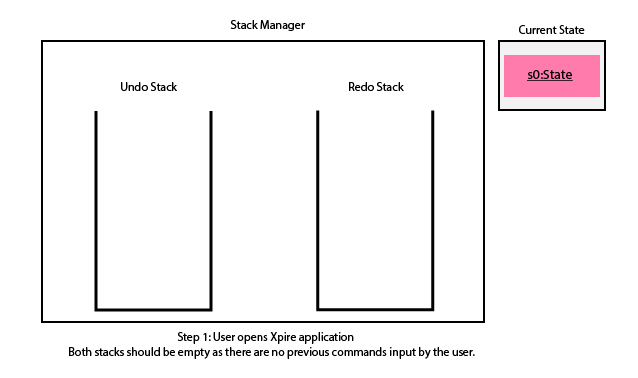 Stack Manager
Current State
s0:State
Undo Stack
Redo Stack
Step 1: User opens Xpire application
Both stacks should be empty as there are no previous commands input by the user.